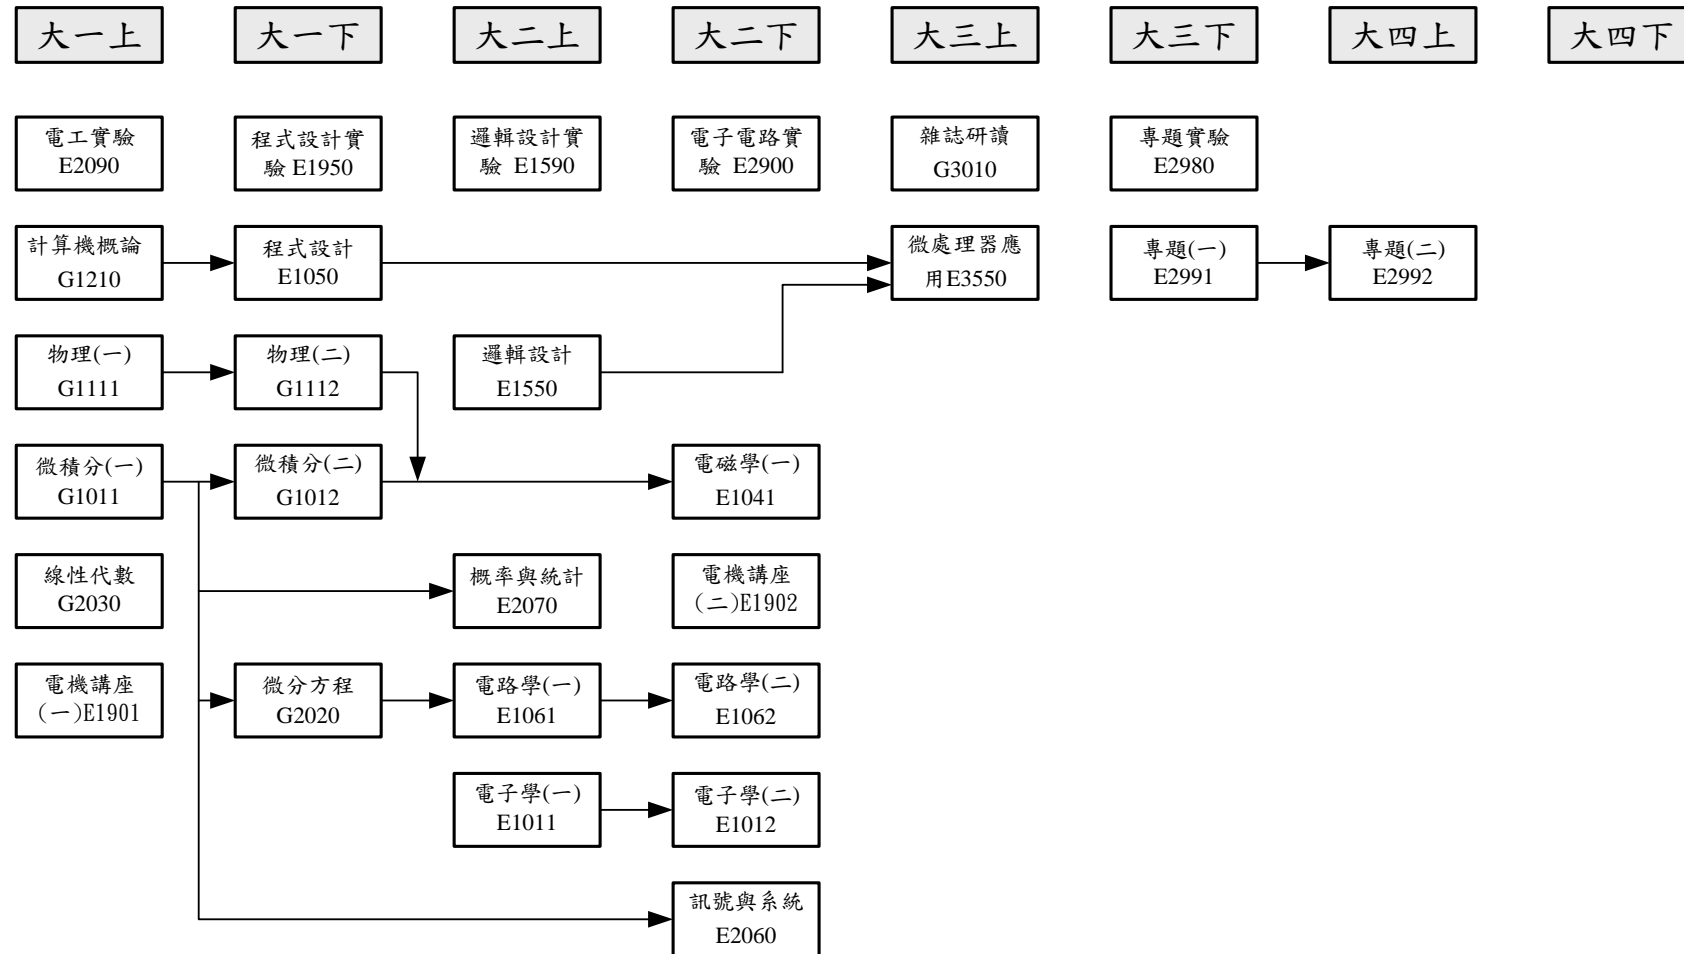 大一上
大一下
大二上
大二下
大三上
大三下
大四上
大四下
電工實驗
E2090
程式設計實
驗 E1950
邏輯設計實
驗 E1590
電子電路實
驗 E2900
雜誌研讀
G3010
專題實驗
E2980
計算機概論
G1210
程式設計
E1050
微處理器應
用E3550
專題(一)
E2991
專題(二)
E2992
物理(一)
G1111
物理(二)
G1112
邏輯設計
E1550
微積分(一)
G1011
微積分(二)
G1012
電磁學(一)
E1041
線性代數
G2030
概率與統計
E2070
電機講座
(二)E1902
電機講座
(一)E1901
微分方程
G2020
電路學(一)
E1061
電路學(二)
E1062
電子學(一)
E1011
電子學(二)
E1012
訊號與系統
E2060